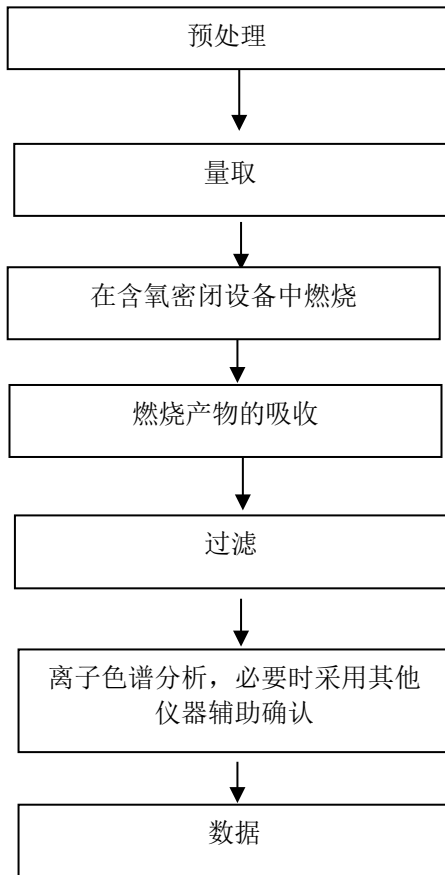 预处理
量取
在含氧密闭设备中燃烧
燃烧产物的吸收
过滤
离子色谱分析，必要时采用其他
仪器辅助确认
数据